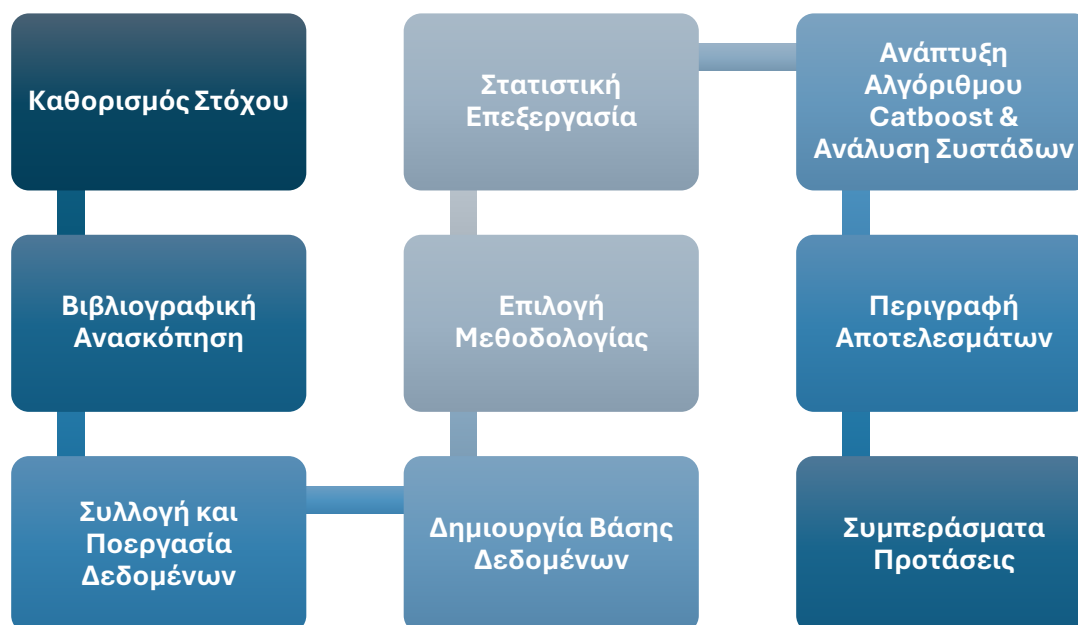 Καθορισμός Στόχου
Βιβλιογραφική
Ανασκόπηση
Συλλογή και
Ποεργασία
Δεδομένων
Δημιουργία Βάσης
Δεδομένων
Επιλογή
Μεθοδολογίας
Στατιστική
Επεξεργασία
Ανάπτυξη
Αλγόριθμου
Catboost &
Ανάλυση Συστάδων
Περιγραφή
Αποτελεσμάτων
Συμπεράσματα
Προτάσεις